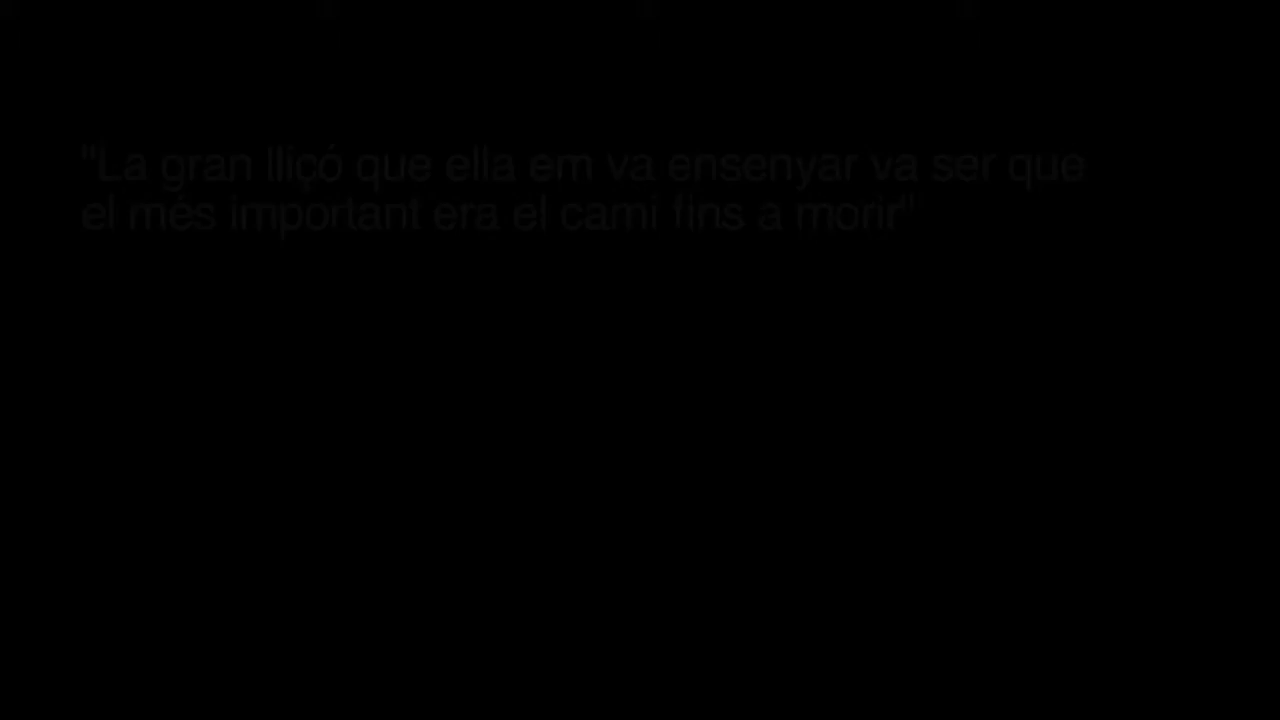 "La gran lliçó que ella em va ensenyar va ser que
el més important era el camí fins a morir"